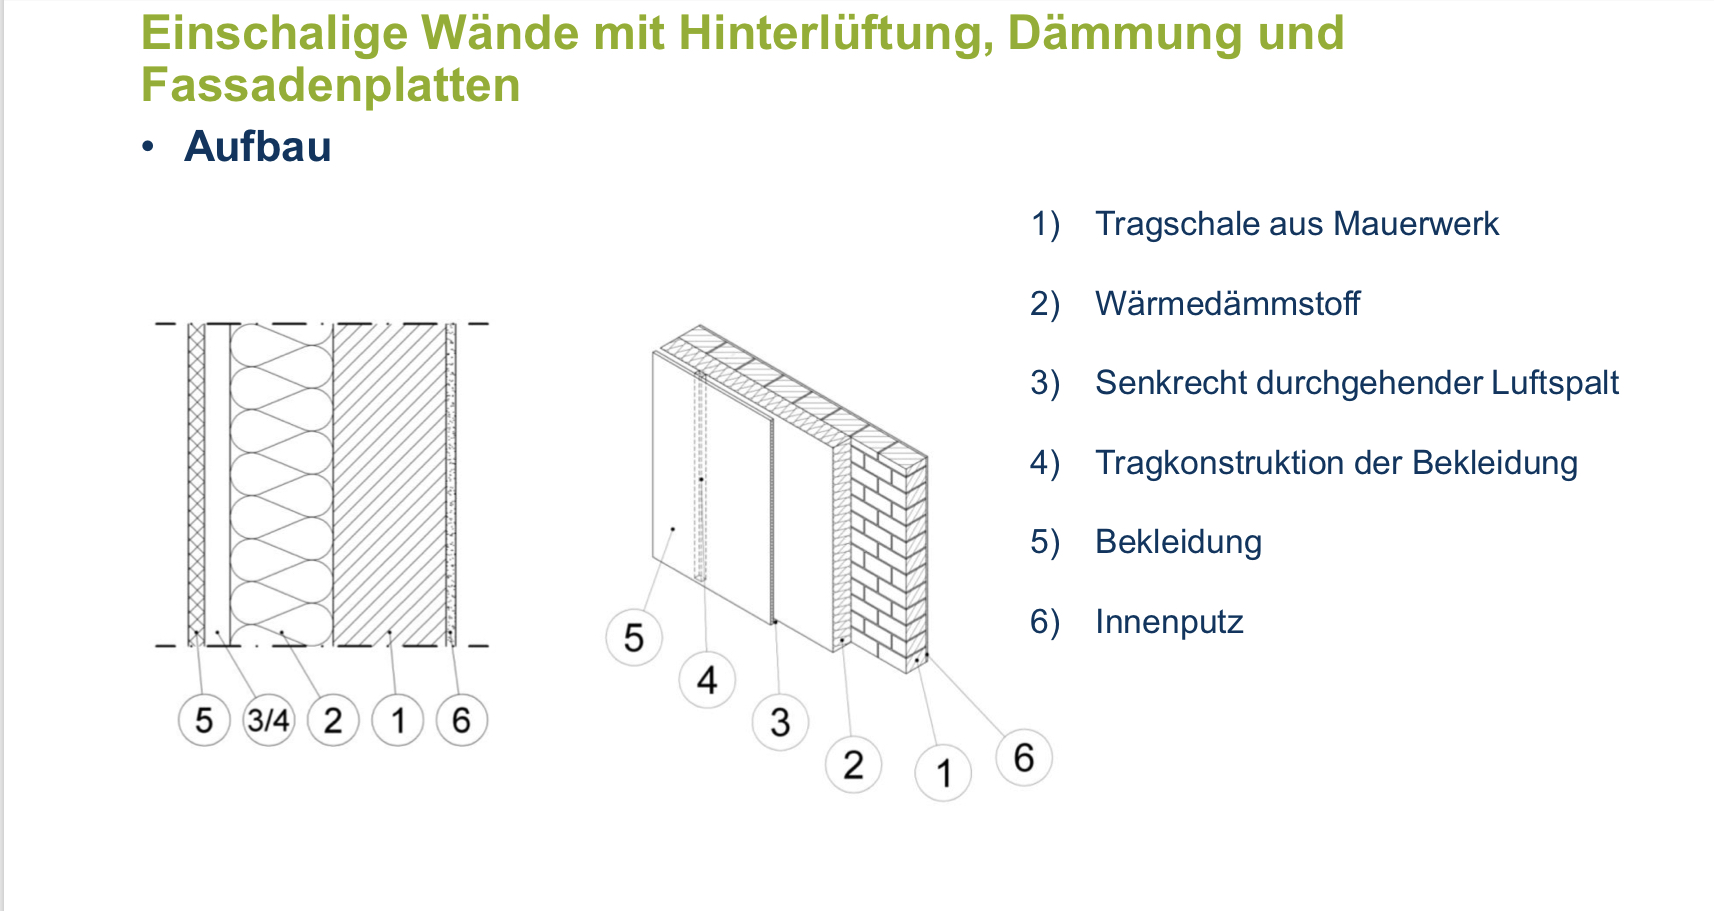 Einschalige Wände mit Hinterlüftung, Dämmung und
Fassadenplatten
• Aufbau
1) Tragschale aus Mauerwerk
2) Wärmedämmstoff
3) Senkrecht durchgehender Luftspalt
4) Tragkonstruktion der Bekleidung
5) Bekleidung
6) Innenputz
5 3/4 2 1 6
5
4
3
2
1
6